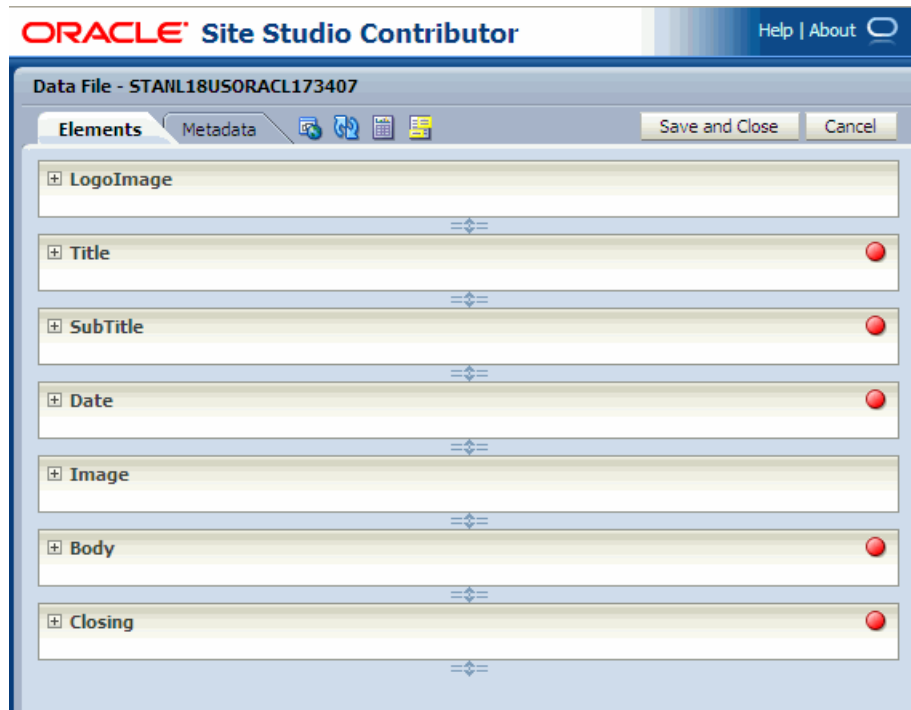 ORACLE Site Studio Contributor
Help | About
Data File - STANL18USORACL173407
Elements Metadata Save and Close Cancel
LogoImage
Title
SubTitle
Date
Image
Body
Closing